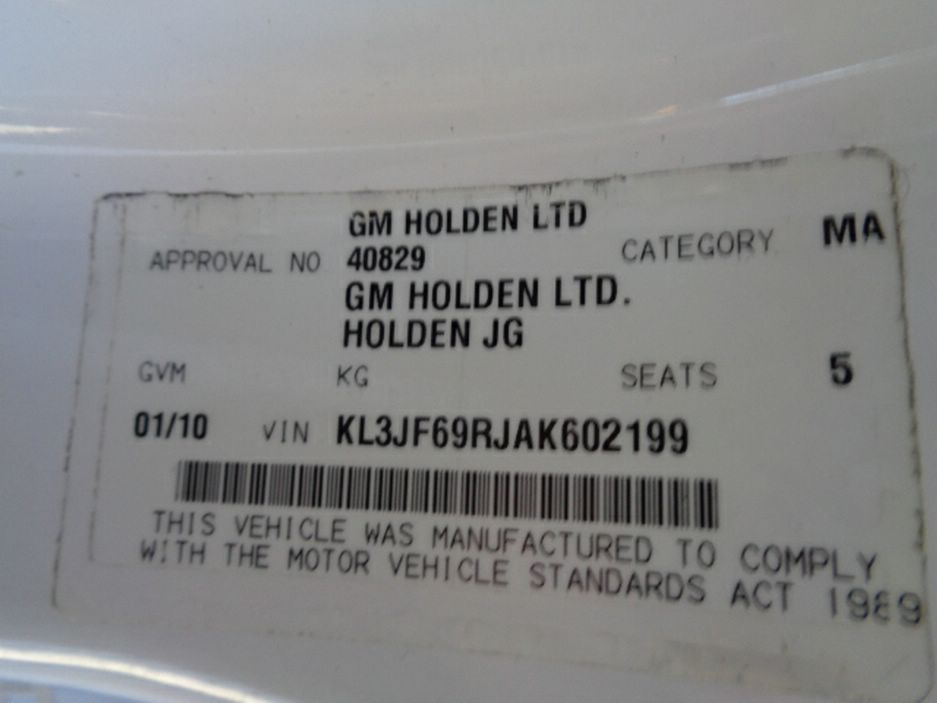 GM HOLDEN LTD
APPROVAL NO 40829 CATEGORY MA
GM HOLDEN LTD.
HOLDEN JG
GVM KG SEATS 5
01/10 VIN KL3JF69RJAK602199
THIS VEHICLE WAS MANUFACTURED TO COMPLY
WITH THE MOTOR VEHICLE STANDARDS ACT 1989